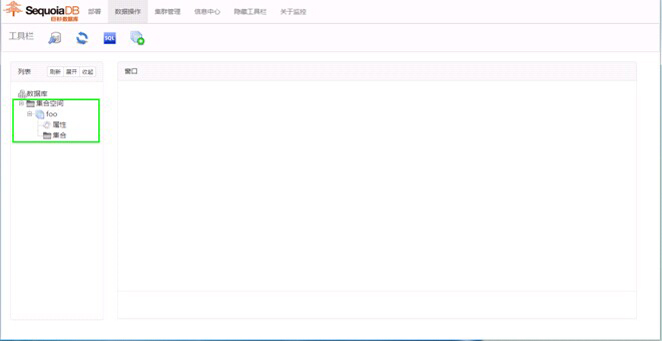 SequoiaDB
巨杉数据库
部署 数据操作 集群管理 信息中心 隐藏工具栏 关于监控
工具栏
SQL
列表 刷新 展开 收起
窗口
数据库
集合空间
foo
属性
集合